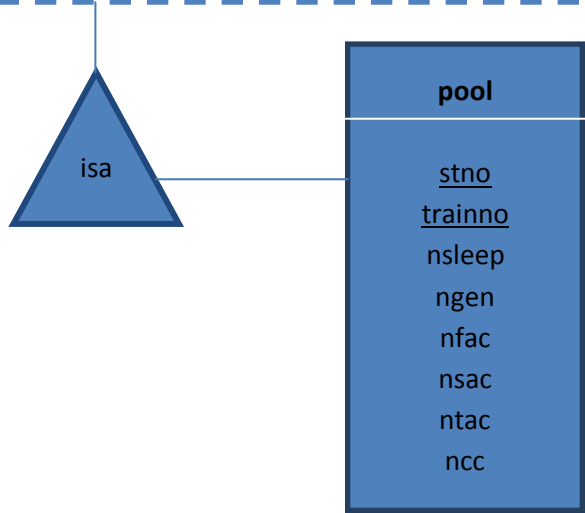 pool
isa
stno
trainno
nsleep
ngen
nfac
nsac
ntac
ncc